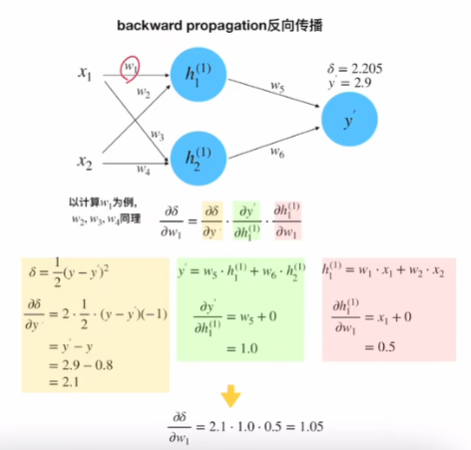 backward propagation反向传播
x₁
w₁
h₁⁽¹⁾
w₂
w₅
δ = 2.205
y′ = 2.9
y′
w₃
x₂
w₄
h₂⁽¹⁾
w₆
以计算w₁为例,
w₂, w₃, w₄同理
∂δ/∂w₁ = ∂δ/∂y′ · ∂y′/∂h₁⁽¹⁾ · ∂h₁⁽¹⁾/∂w₁
δ = 1/2(y − y′)²
∂δ/∂y′ = 2 · 1/2 · (y − y′)(−1)
= y′ − y
= 2.9 − 0.8
= 2.1
y′ = w₅ · h₁⁽¹⁾ + w₆ · h₂⁽¹⁾
∂y′/∂h₁⁽¹⁾ = w₅ + 0
= 1.0
h₁⁽¹⁾ = w₁ · x₁ + w₂ · x₂
∂h₁⁽¹⁾/∂w₁ = x₁ + 0
= 0.5
∂δ/∂w₁ = 2.1 · 1.0 · 0.5 = 1.05